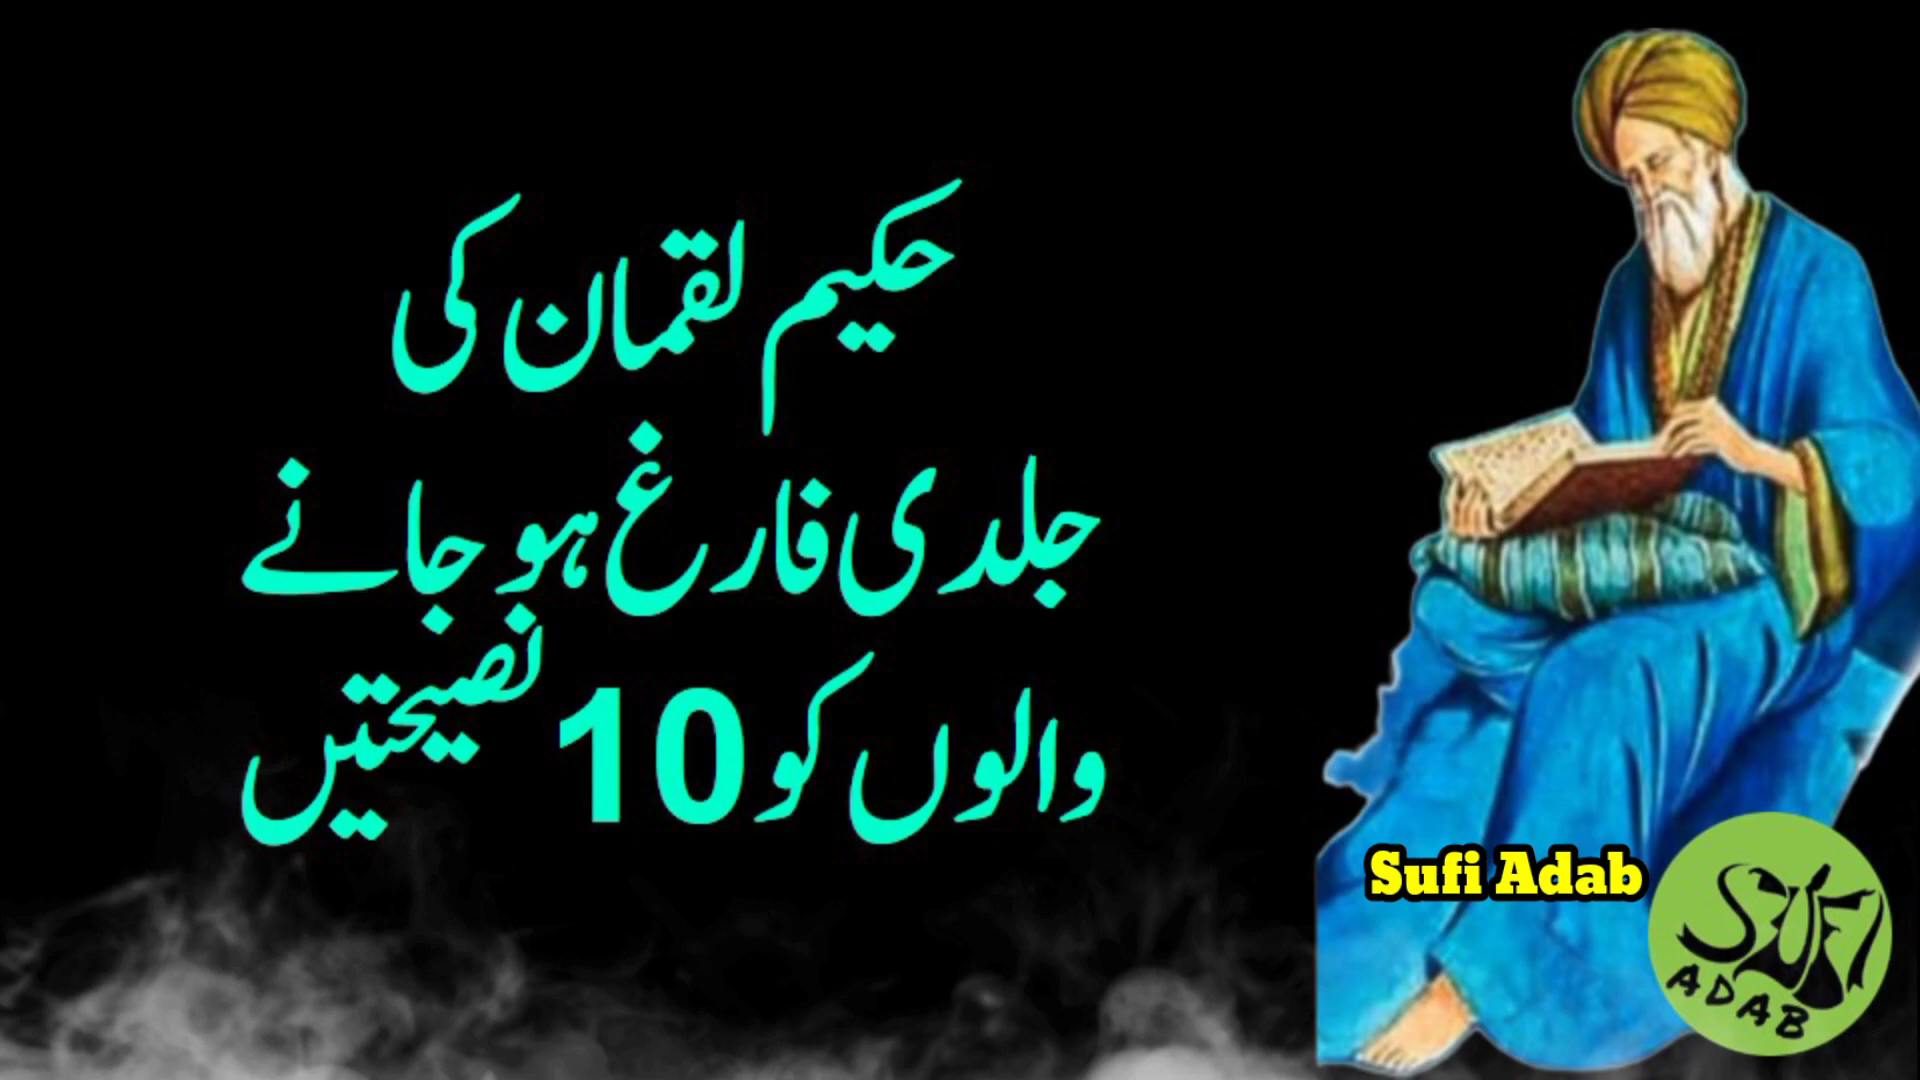 حکیم لقمان کی
جلدی فارغ ہو جانے
والوں کو 10 نصیحتیں
Sufi Adab
SUFI
ADAB